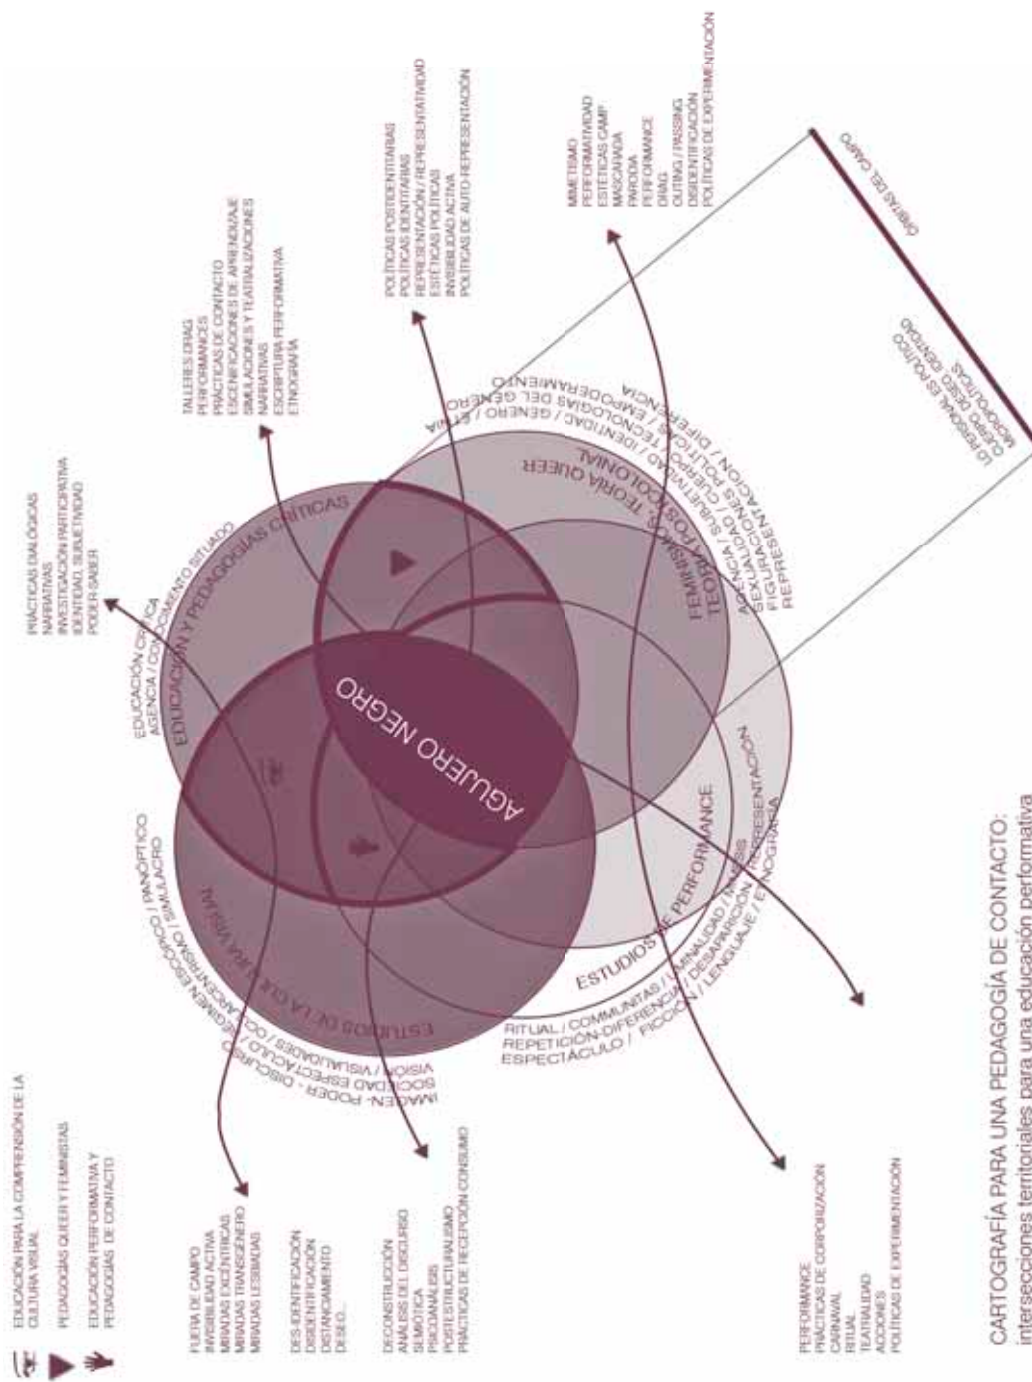 EDUCACIÓN PARA LA COMPRENSIÓN DE LA
CULTURA VISUAL
PEDAGOGÍAS QUEER Y FEMINISTAS
EDUCACIÓN PERFORMATIVA Y
PEDAGOGÍAS DE CONTACTO
PRÁCTICAS DIALÓGICAS
NARRATIVAS
INVESTIGACIÓN PARTICIPATIVA
IDENTIDAD, SUBJETIVIDAD
PODER-SABER
TALLERES DRAG
PERFORMANCES
PRÁCTICAS DE CONTACTO
ESCENIFICACIONES DE APRENDIZAJE
SIMULACIONES Y TEATRALIZACIONES
NARRATIVAS
ESCRIPTURA PERFORMATIVA
ETNOGRAFÍA
POLÍTICAS POSTIDENTITARIAS
POLÍTICAS IDENTITARIAS
REPRESENTACIÓN / REPRESENTATIVIDAD
ESTÉTICAS POLÍTICAS
INVISIBILIDAD ACTIVA
POLÍTICAS DE AUTO-REPRESENTACIÓN
MIMETISMO
PERFORMATIVIDAD
ESTÉTICAS CAMP
MASCARADA
PARODIA
PERFORMANCE
DRAG
OUTING / PASSING
DISIDENTIFICACIÓN
POLÍTICAS DE EXPERIMENTACIÓN
EDUCACIÓN CRÍTICA
AGENCIA / CONOCIMIENTO SITUADO
EDUCACIÓN Y PEDAGOGÍAS CRÍTICAS
AGUJERO NEGRO
ESTUDIOS DE LA CULTURA VISUAL
IMAGEN- PODER - DISCURSO / RÉGIMEN ESCÓPICO / PANÓPTICO
SOCIEDAD ESPECTÁCULO / OCULARCENTRISMO / SIMULACRO
VISIÓN / VISUALIDADES
FEMINISMOS, TEORÍA QUEER
TEORÍA POSTCOLONIAL
AGENCIA / SUBJETIVIDAD / IDENTIDAD / GÉNERO / ETNIA
SEXUALIDAD / CUERPO / TECNOLOGÍAS DEL GÉNERO
FIGURACIONES POLÍTICAS / EMPODERAMIENTO
REPRESENTACIÓN / DIFERENCIA
ESTUDIOS DE PERFORMANCE
RITUAL / COMMUNITAS / LIMINALIDAD / MIMESIS
REPETICIÓN-DIFERENCIA / DESAPARICIÓN - REPRESENTACIÓN
ESPECTÁCULO / FICCIÓN / LENGUAJE / ETNOGRAFÍA
FUERA DE CAMPO
INVISIBILIDAD ACTIVA
MIRADAS EXCÉNTRICAS
MIRADAS TRANSGÉNERO
MIRADAS LESBIADAS
DES-IDENTIFICACIÓN
DISIDENTIFICACIÓN
DISTANCIAMIENTO
DESEO...
DECONSTRUCCIÓN
ANÁLISIS DEL DISCURSO
SEMIÓTICA
PSICOANÁLISIS
POSTESTRUCTURALISMO
PRÁCTICAS DE RECEPCIÓN CONSUMO
PERFORMANCE
PRÁCTICAS DE CORPORIZACIÓN
CARNAVAL
RITUAL
TEATRALIDAD
ACCIONES
POLÍTICAS DE EXPERIMENTACIÓN
LO PERSONAL ES POLÍTICO
CUERPO, DESEO, IDENTIDAD
MICROPOLÍTICAS,
ÓRBITAS DEL CAMPO
CARTOGRAFÍA PARA UNA PEDAGOGÍA DE CONTACTO:
intersecciones territoriales para una educación performativa